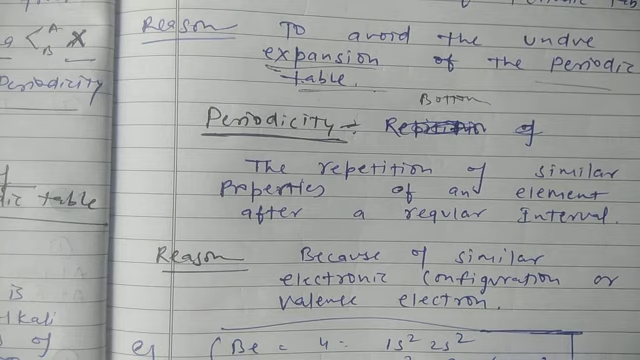 Reason To avoid the undue
expansion of the periodic
table.
Bottom
Periodicity :- of
The repetition of similar
Properties of an element
after a regular Interval.
Reason Because of similar
electronic configuration or
valence electron.
eg (Be = 4 = 1s² 2s²
A
B X
Periodicity
table
is
of